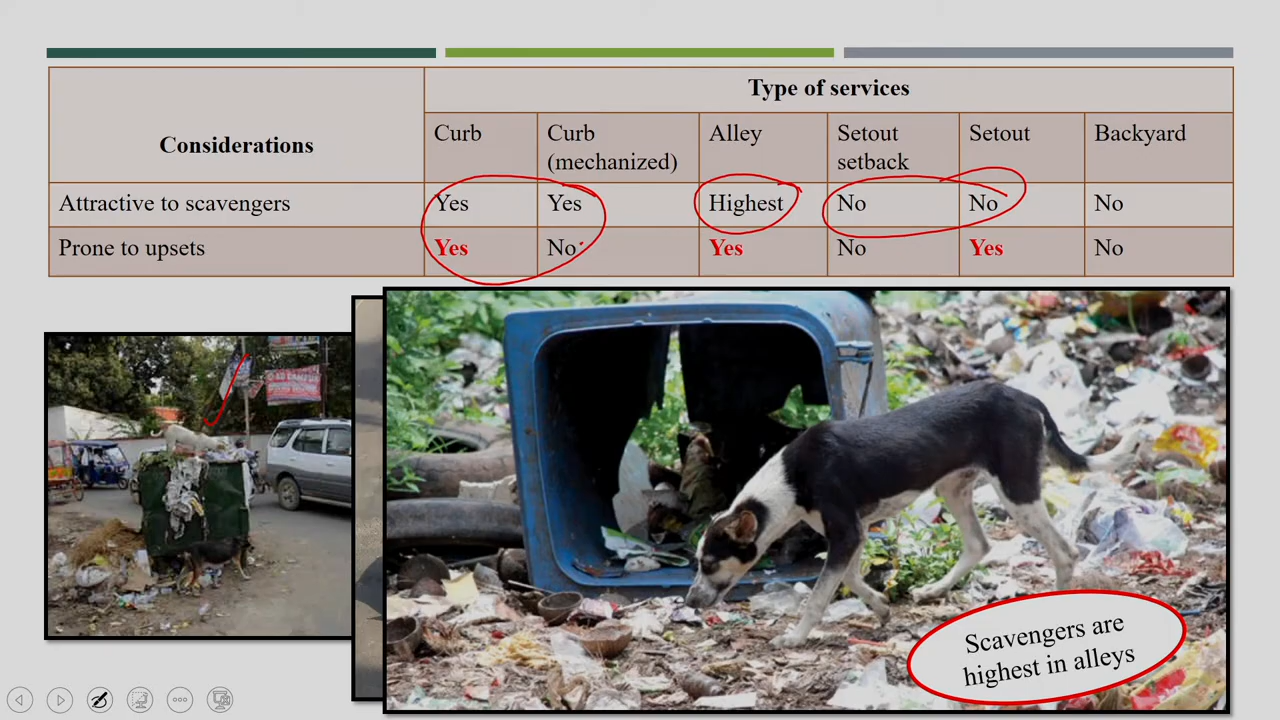 Considerations
Type of services
Curb
Curb (mechanized)
Alley
Setout setback
Setout
Backyard
Attractive to scavengers
Yes
Yes
Highest
No
No
No
Prone to upsets
Yes
No
Yes
No
Yes
No
Scavengers are
highest in alleys